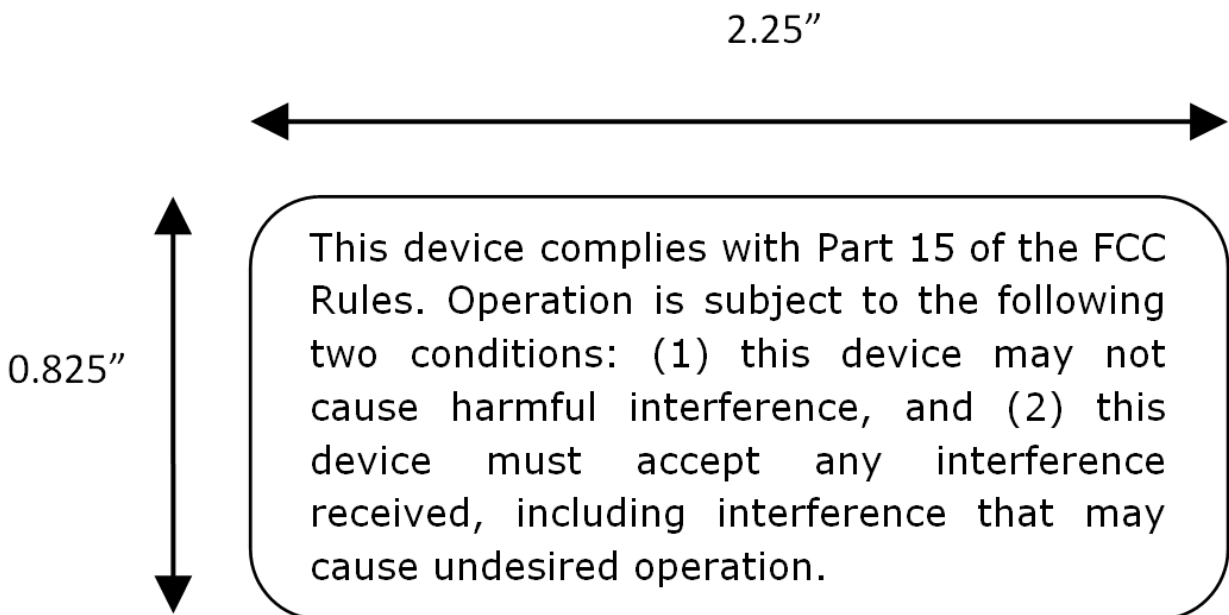 2.25”
0.825”
This device complies with Part 15 of the FCC
Rules. Operation is subject to the following
two conditions: (1) this device may not
cause harmful interference, and (2) this
device must accept any interference
received, including interference that may
cause undesired operation.